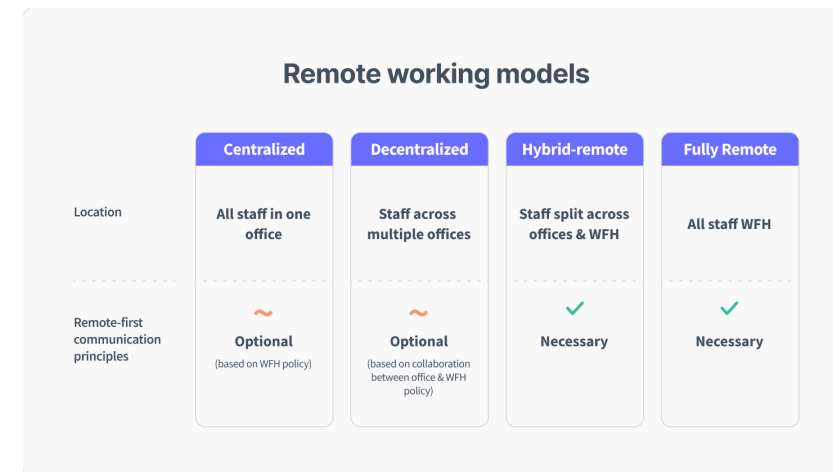 Remote working models
Centralized
Decentralized
Hybrid-remote
Fully Remote
Location
All staff in one
office
Staff across
multiple offices
Staff split across
offices & WFH
All staff WFH
Remote-first
communication
principles
Optional
(based on WFH policy)
Optional
(based on collaboration
between office & WFH
policy)
Necessary
Necessary